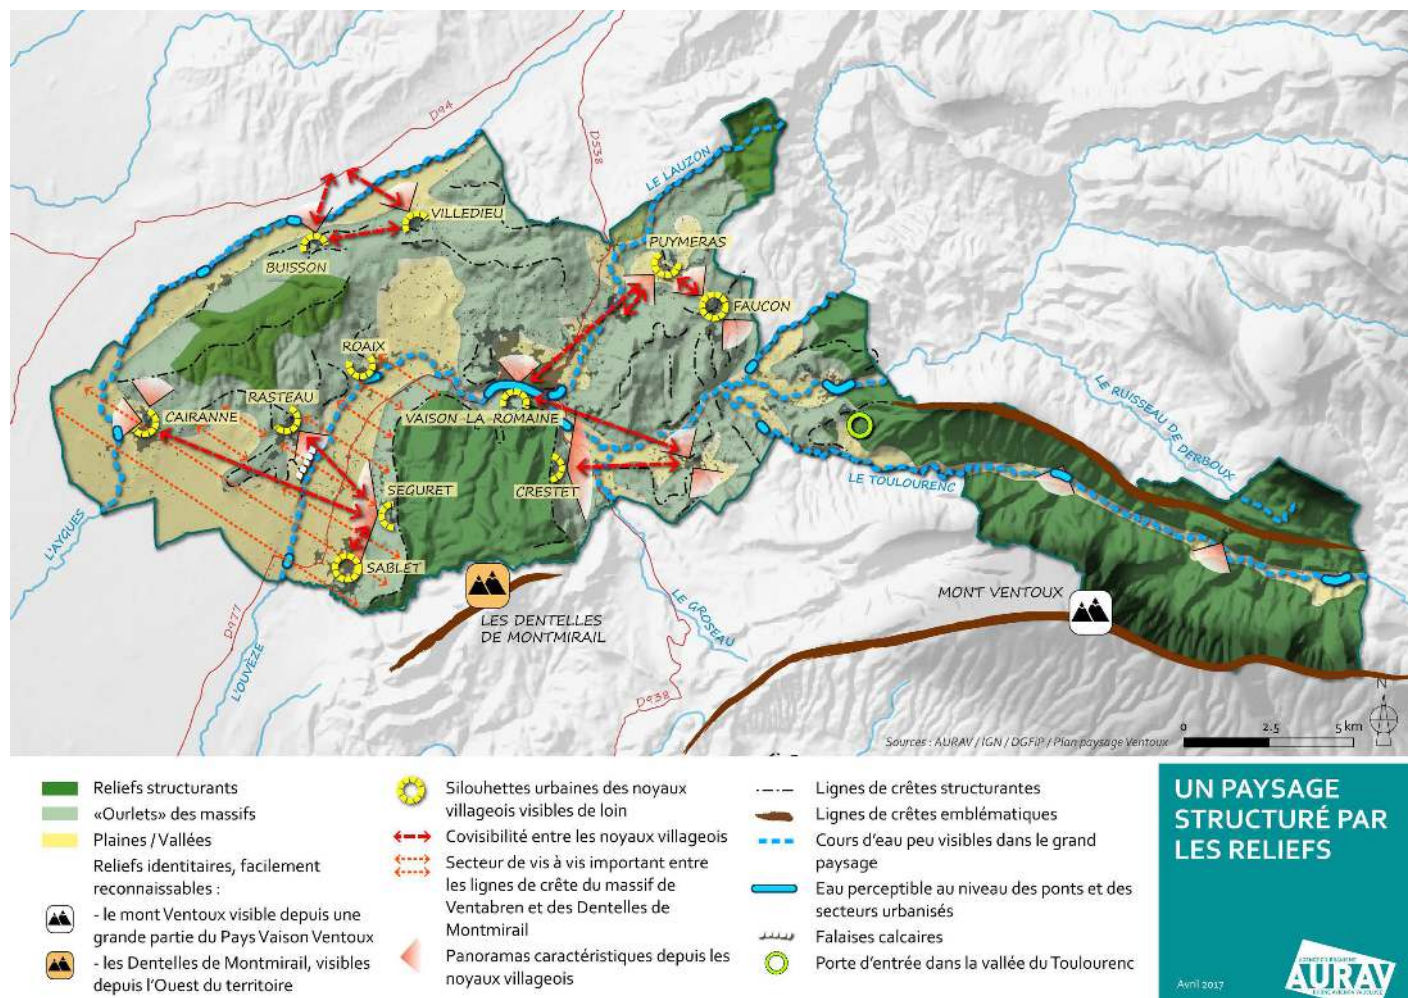 D94
D538
LE LAUZON
VILLEDIEU
PUYMERAS
BUISSON
FAUCON
ROAIX
RASTEAU
CAIRANNE
VAISON-LA-ROMAINE
LE RUISSEAU DE DERBOUX
SEGURET
CRESTET
LE TOULOURENC
L'AYGUES
SABLET
MONT VENTOUX
LES DENTELLES
DE MONTMIRAIL
LE GROSEAU
D977
L'OUVÈZE
D938
N
0 2.5 5 km
Sources : AURAV / IGN / DGFiP / Plan paysage Ventoux
Reliefs structurants
«Ourlets» des massifs
Plaines / Vallées
Reliefs identitaires, facilement
reconnaissables :
- le mont Ventoux visible depuis une
grande partie du Pays Vaison Ventoux
- les Dentelles de Montmirail, visibles
depuis l'Ouest du territoire
Silouhettes urbaines des noyaux
villageois visibles de loin
Covisibilité entre les noyaux villageois
Secteur de vis à vis important entre
les lignes de crête du massif de
Ventabren et des Dentelles de
Montmirail
Panoramas caractéristiques depuis les
noyaux villageois
Lignes de crêtes structurantes
Lignes de crêtes emblématiques
Cours d'eau peu visibles dans le grand
paysage
Eau perceptible au niveau des ponts et des
secteurs urbanisés
Falaises calcaires
Porte d'entrée dans la vallée du Toulourenc
UN PAYSAGE
STRUCTURÉ PAR
LES RELIEFS
Avril 2017
AURAV